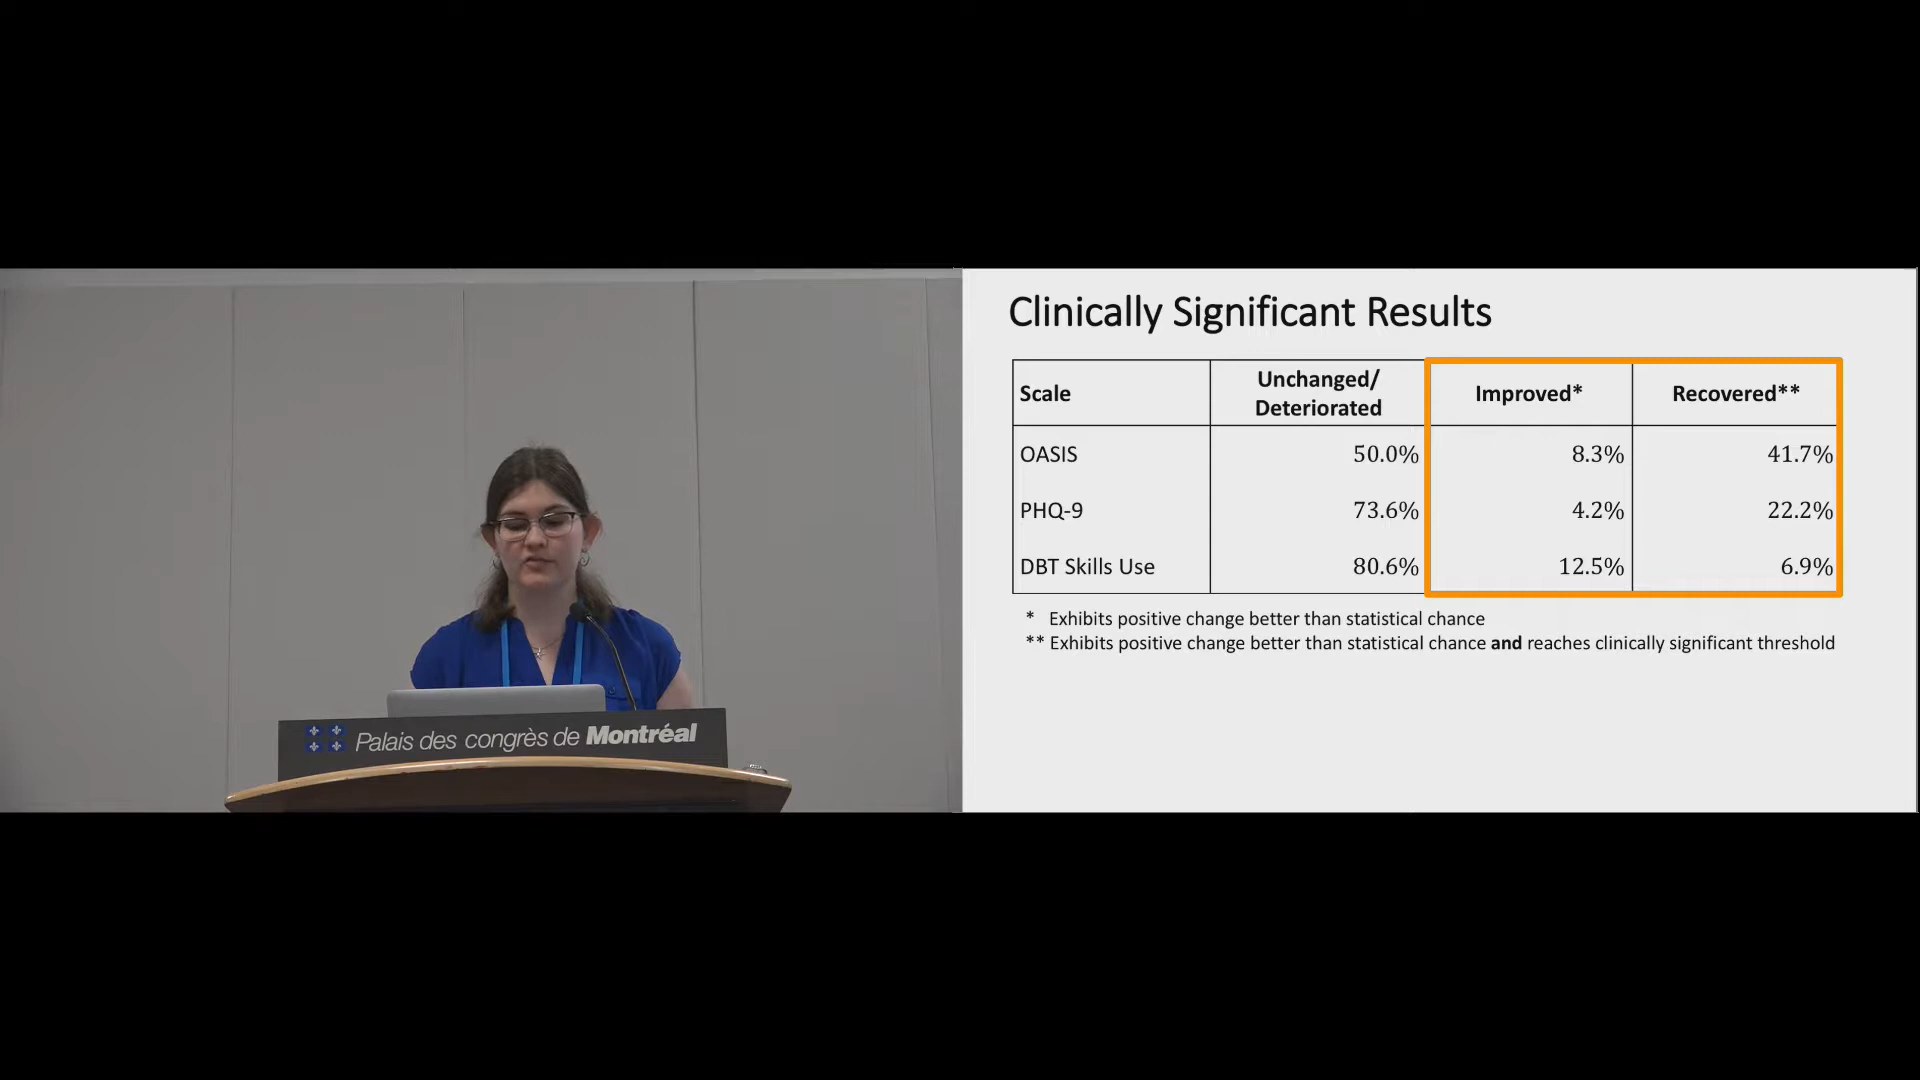 Clinically Significant Results
Scale
Unchanged/
Deteriorated
Improved*
Recovered**
OASIS 50.0% 8.3% 41.7%
PHQ-9 73.6% 4.2% 22.2%
DBT Skills Use 80.6% 12.5% 6.9%
* Exhibits positive change better than statistical chance
** Exhibits positive change better than statistical chance and reaches clinically significant threshold
Palais des congrès de Montréal